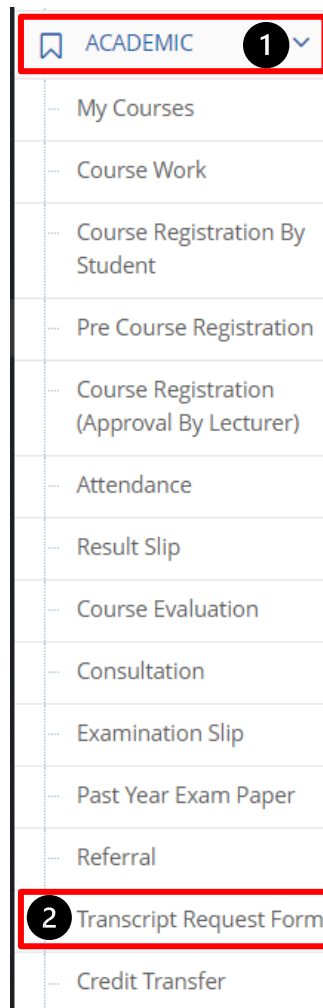 ACADEMIC 1
My Courses
Course Work
Course Registration By
Student
Pre Course Registration
Course Registration
(Approval By Lecturer)
Attendance
Result Slip
Course Evaluation
Consultation
Examination Slip
Past Year Exam Paper
Referral
2 Transcript Request Form
Credit Transfer